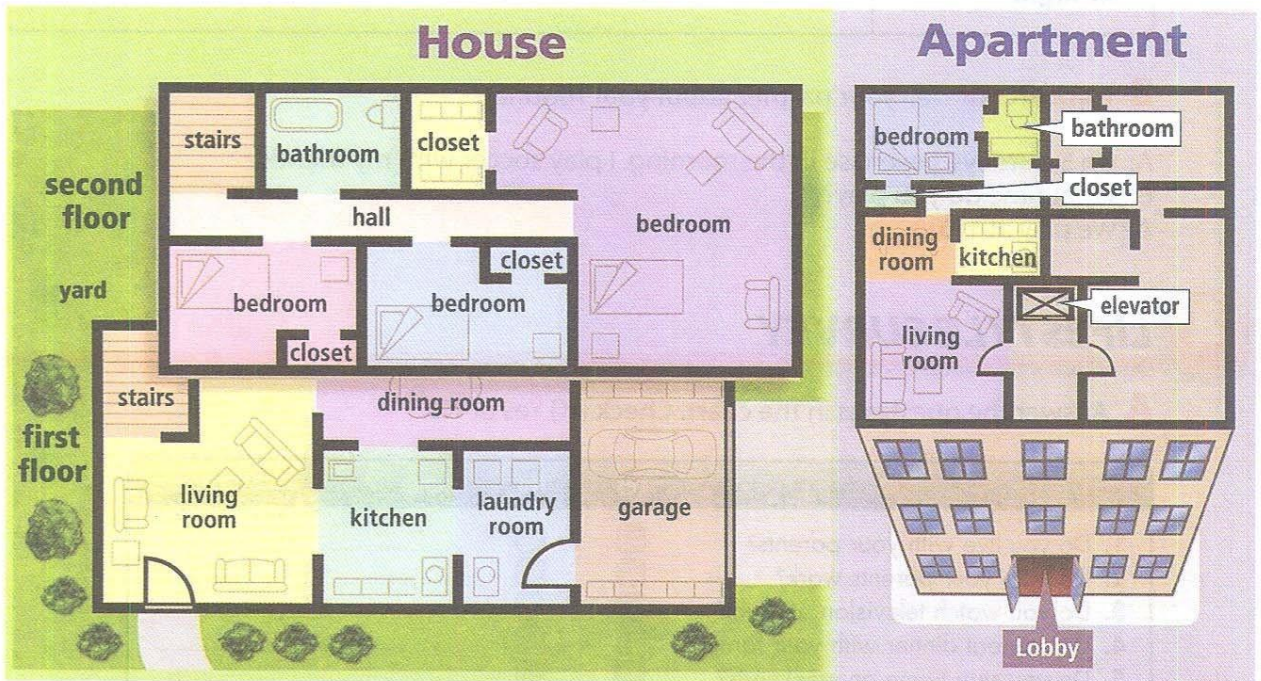 House
stairs
bathroom
closet
second
floor
hall
bedroom
closet
yard
bedroom
bedroom
closet
stairs
dining room
first
floor
living
room
kitchen
laundry
room
garage
Apartment
bedroom
bathroom
closet
dining
room
kitchen
elevator
living
room
Lobby